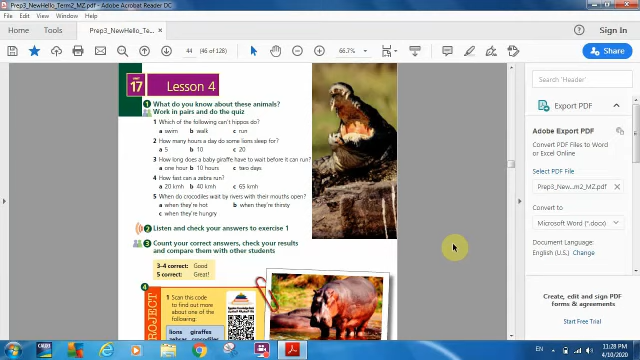 Prep3_NewHello_Term2_MZ.pdf - Adobe Acrobat Reader DC
File Edit View Window Help
Home Tools Prep3_NewHello_Ter... × Sign In
44 (46 of 128) 66.7% Share
UNIT 17 Lesson 4
1 What do you know about these animals?
Work in pairs and do the quiz
1 Which of the following can't hippos do?
a swim b walk c run
2 How many hours a day do some lions sleep for?
a 5 b 10 c 20
3 How long does a baby giraffe have to wait before it can run?
a one hour b 10 hours c two days
4 How fast can a zebra run?
a 20 kmh b 40 kmh c 65 kmh
5 When do crocodiles wait by rivers with their mouths open?
a when they're hot b when they're thirsty
c when they're hungry
2 Listen and check your answers to exercise 1
3 Count your correct answers, check your results
and compare them with other students
3–4 correct: Good
5 correct: Great!
4
PROJECT
1 Scan this code
to find out more
about one of the
following:
lions giraffes
zebras crocodiles
Search 'Header'
Export PDF
Adobe Export PDF
Convert PDF Files to Word
or Excel Online
Select PDF File
Prep3_New...m2_MZ.pdf ×
Convert to
Microsoft Word (*.docx)
Document Language:
English (U.S.) Change
Create, edit and sign PDF
forms & agreements
Start Free Trial
EN
11:28 PM
4/10/2020